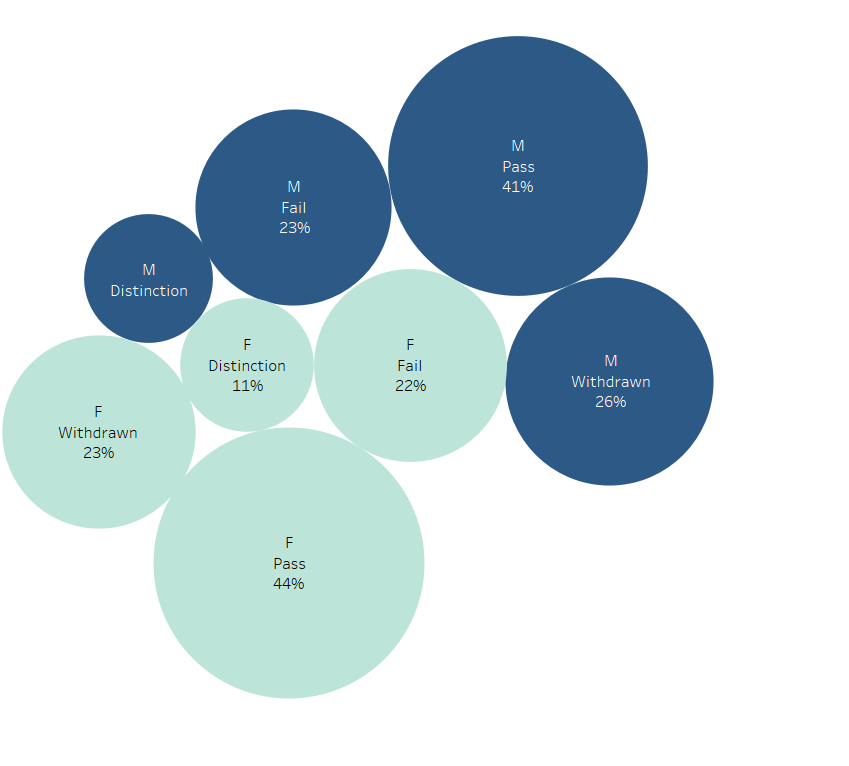 M
Pass
41%
M
Fail
23%
M
Distinction
F
Distinction
11%
F
Fail
22%
M
Withdrawn
26%
F
Withdrawn
23%
F
Pass
44%